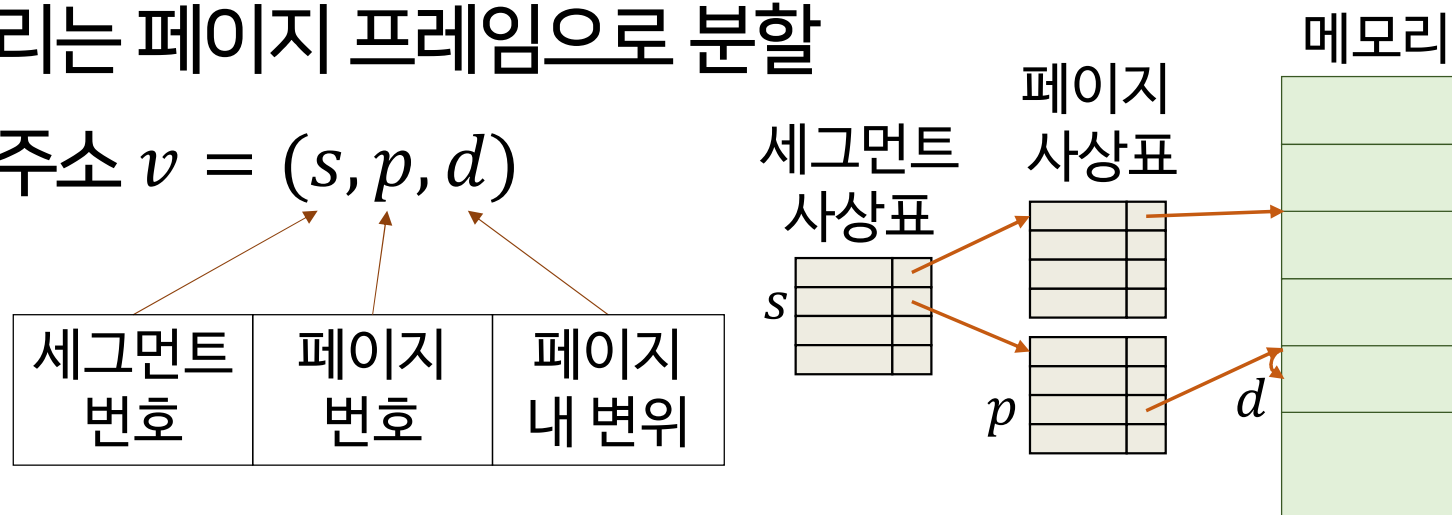 리는 페이지 프레임으로 분할
주소 v = (s, p, d)
세그먼트
번호
페이지
번호
페이지
내 변위
세그먼트
사상표
s
페이지
사상표
p
d
메모리